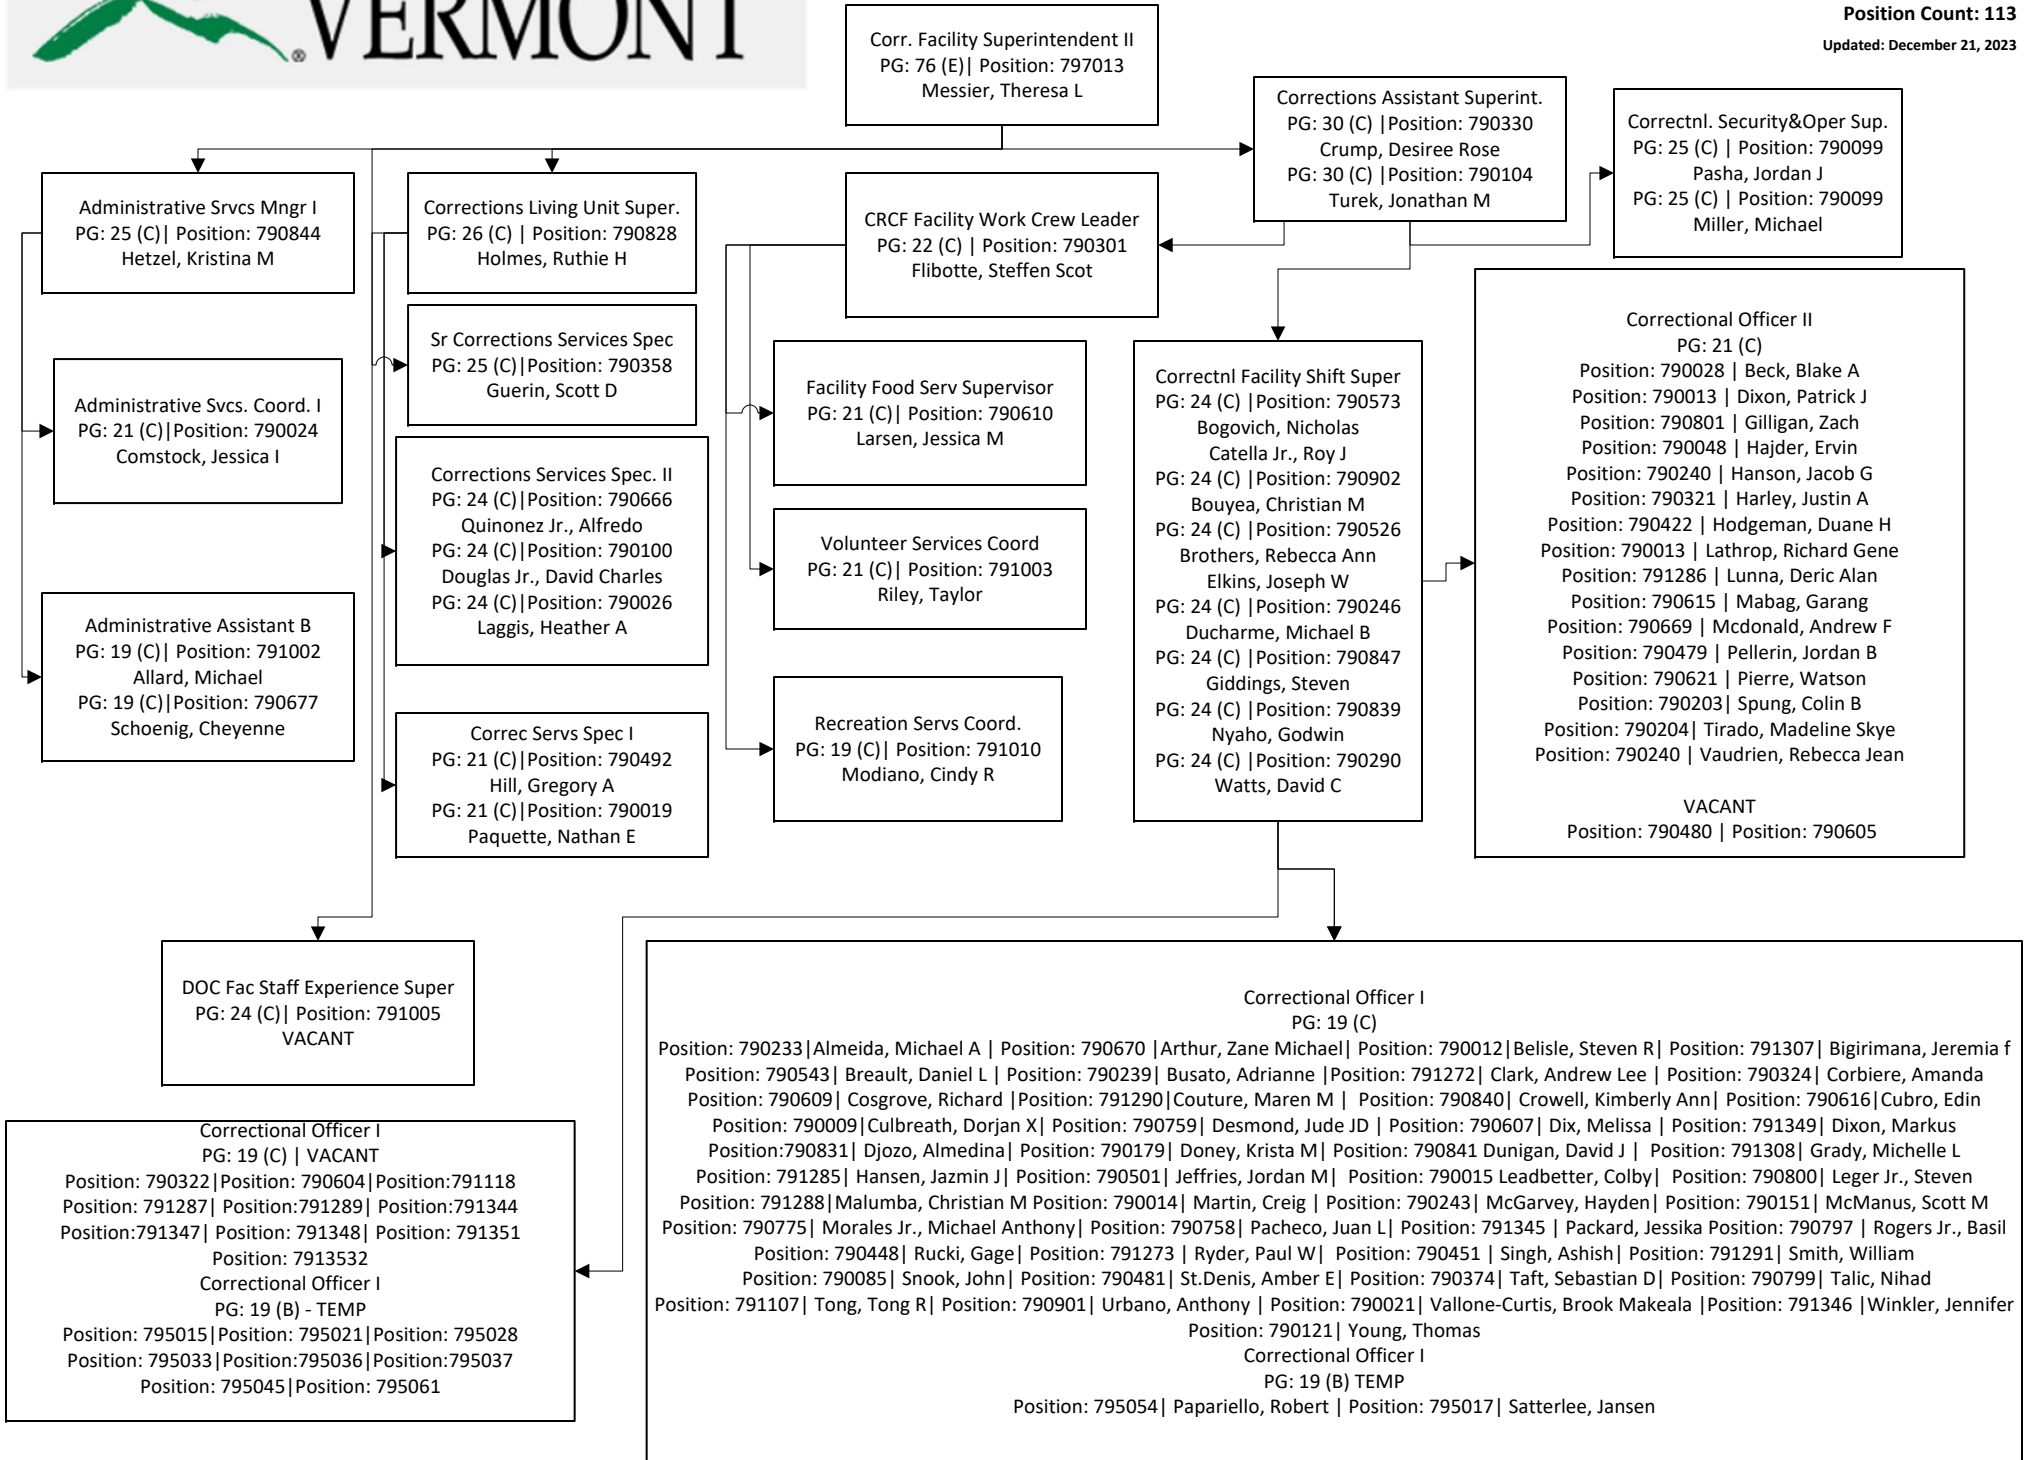 VERMONT
®
Position Count: 113
Updated: December 21, 2023
Corr. Facility Superintendent II
PG: 76 (E)| Position: 797013
Messier, Theresa L
Corrections Assistant Superint.
PG: 30 (C) |Position: 790330
Crump, Desiree Rose
PG: 30 (C) |Position: 790104
Turek, Jonathan M
Correctnl. Security&Oper Sup.
PG: 25 (C) | Position: 790099
Pasha, Jordan J
PG: 25 (C) | Position: 790099
Miller, Michael
Administrative Srvcs Mngr I
PG: 25 (C)| Position: 790844
Hetzel, Kristina M
Corrections Living Unit Super.
PG: 26 (C) | Position: 790828
Holmes, Ruthie H
CRCF Facility Work Crew Leader
PG: 22 (C) | Position: 790301
Flibotte, Steffen Scot
Sr Corrections Services Spec
PG: 25 (C)|Position: 790358
Guerin, Scott D
Administrative Svcs. Coord. I
PG: 21 (C)|Position: 790024
Comstock, Jessica I
Facility Food Serv Supervisor
PG: 21 (C)| Position: 790610
Larsen, Jessica M
Correctnl Facility Shift Super
PG: 24 (C) |Position: 790573
Bogovich, Nicholas
Catella Jr., Roy J
PG: 24 (C) |Position: 790902
Bouyea, Christian M
PG: 24 (C) |Position: 790526
Brothers, Rebecca Ann
Elkins, Joseph W
PG: 24 (C) |Position: 790246
Ducharme, Michael B
PG: 24 (C) |Position: 790847
Giddings, Steven
PG: 24 (C) |Position: 790839
Nyaho, Godwin
PG: 24 (C) |Position: 790290
Watts, David C
Correctional Officer II
PG: 21 (C)
Position: 790028 | Beck, Blake A
Position: 790013 | Dixon, Patrick J
Position: 790801 | Gilligan, Zach
Position: 790048 | Hajder, Ervin
Position: 790240 | Hanson, Jacob G
Position: 790321 | Harley, Justin A
Position: 790422 | Hodgeman, Duane H
Position: 790013 | Lathrop, Richard Gene
Position: 791286 | Lunna, Deric Alan
Position: 790615 | Mabag, Garang
Position: 790669 | Mcdonald, Andrew F
Position: 790479 | Pellerin, Jordan B
Position: 790621 | Pierre, Watson
Position: 790203| Spung, Colin B
Position: 790204| Tirado, Madeline Skye
Position: 790240 | Vaudrien, Rebecca Jean
VACANT
Position: 790480 | Position: 790605
Corrections Services Spec. II
PG: 24 (C)|Position: 790666
Quinonez Jr., Alfredo
PG: 24 (C)|Position: 790100
Douglas Jr., David Charles
PG: 24 (C)|Position: 790026
Laggis, Heather A
Volunteer Services Coord
PG: 21 (C)| Position: 791003
Riley, Taylor
Administrative Assistant B
PG: 19 (C)| Position: 791002
Allard, Michael
PG: 19 (C)|Position: 790677
Schoenig, Cheyenne
Correc Servs Spec I
PG: 21 (C)|Position: 790492
Hill, Gregory A
PG: 21 (C)|Position: 790019
Paquette, Nathan E
Recreation Servs Coord.
PG: 19 (C)| Position: 791010
Modiano, Cindy R
DOC Fac Staff Experience Super
PG: 24 (C)| Position: 791005
VACANT
Correctional Officer I
PG: 19 (C) | VACANT
Position: 790322|Position: 790604|Position:791118
Position: 791287| Position: 791289| Position:791344
Position:791347| Position: 791348| Position: 791351
Position: 7913532
Correctional Officer I
PG: 19 (B) - TEMP
Position: 795015|Position: 795021|Position: 795028
Position: 795033|Position:795036|Position:795037
Position: 795045|Position: 795061
Correctional Officer I
PG: 19 (C)
Position: 790233|Almeida, Michael A | Position: 790670 |Arthur, Zane Michael| Position: 790012|Belisle, Steven R| Position: 791307| Bigirimana, Jeremia f
Position: 790543| Breault, Daniel L | Position: 790239| Busato, Adrianne |Position: 791272| Clark, Andrew Lee | Position: 790324| Corbiere, Amanda
Position: 790609| Cosgrove, Richard |Position: 791290|Couture, Maren M | Position: 790840| Crowell, Kimberly Ann| Position: 790616|Cubro, Edin
Position: 790009|Culbreath, Dorjan X| Position: 790759| Desmond, Jude JD | Position: 790607| Dix, Melissa | Position: 791349| Dixon, Markus
Position:790831| Djozo, Almedina| Position: 790179| Doney, Krista M| Position: 790841 Dunigan, David J | Position: 791308| Grady, Michelle L
Position: 791285| Hansen, Jazmin J| Position: 790501| Jeffries, Jordan M| Position: 790015 Leadbetter, Colby| Position: 790800| Leger Jr., Steven
Position: 791288|Malumba, Christian M Position: 790014| Martin, Creig | Position: 790243| McGarvey, Hayden| Position: 790151| McManus, Scott M
Position: 790775| Morales Jr., Michael Anthony| Position: 790758| Pacheco, Juan L| Position: 791345 | Packard, Jessika Position: 790797 | Rogers Jr., Basil
Position: 790448| Rucki, Gage| Position: 791273 | Ryder, Paul W| Position: 790451 | Singh, Ashish| Position: 791291| Smith, William
Position: 790085| Snook, John| Position: 790481| St.Denis, Amber E| Position: 790374| Taft, Sebastian D| Position: 790799| Talic, Nihad
Position: 791107| Tong, Tong R| Position: 790901| Urbano, Anthony | Position: 790021| Vallone-Curtis, Brook Makeala |Position: 791346 |Winkler, Jennifer
Position: 790121| Young, Thomas
Correctional Officer I
PG: 19 (B) TEMP
Position: 795054| Papariello, Robert | Position: 795017| Satterlee, Jansen